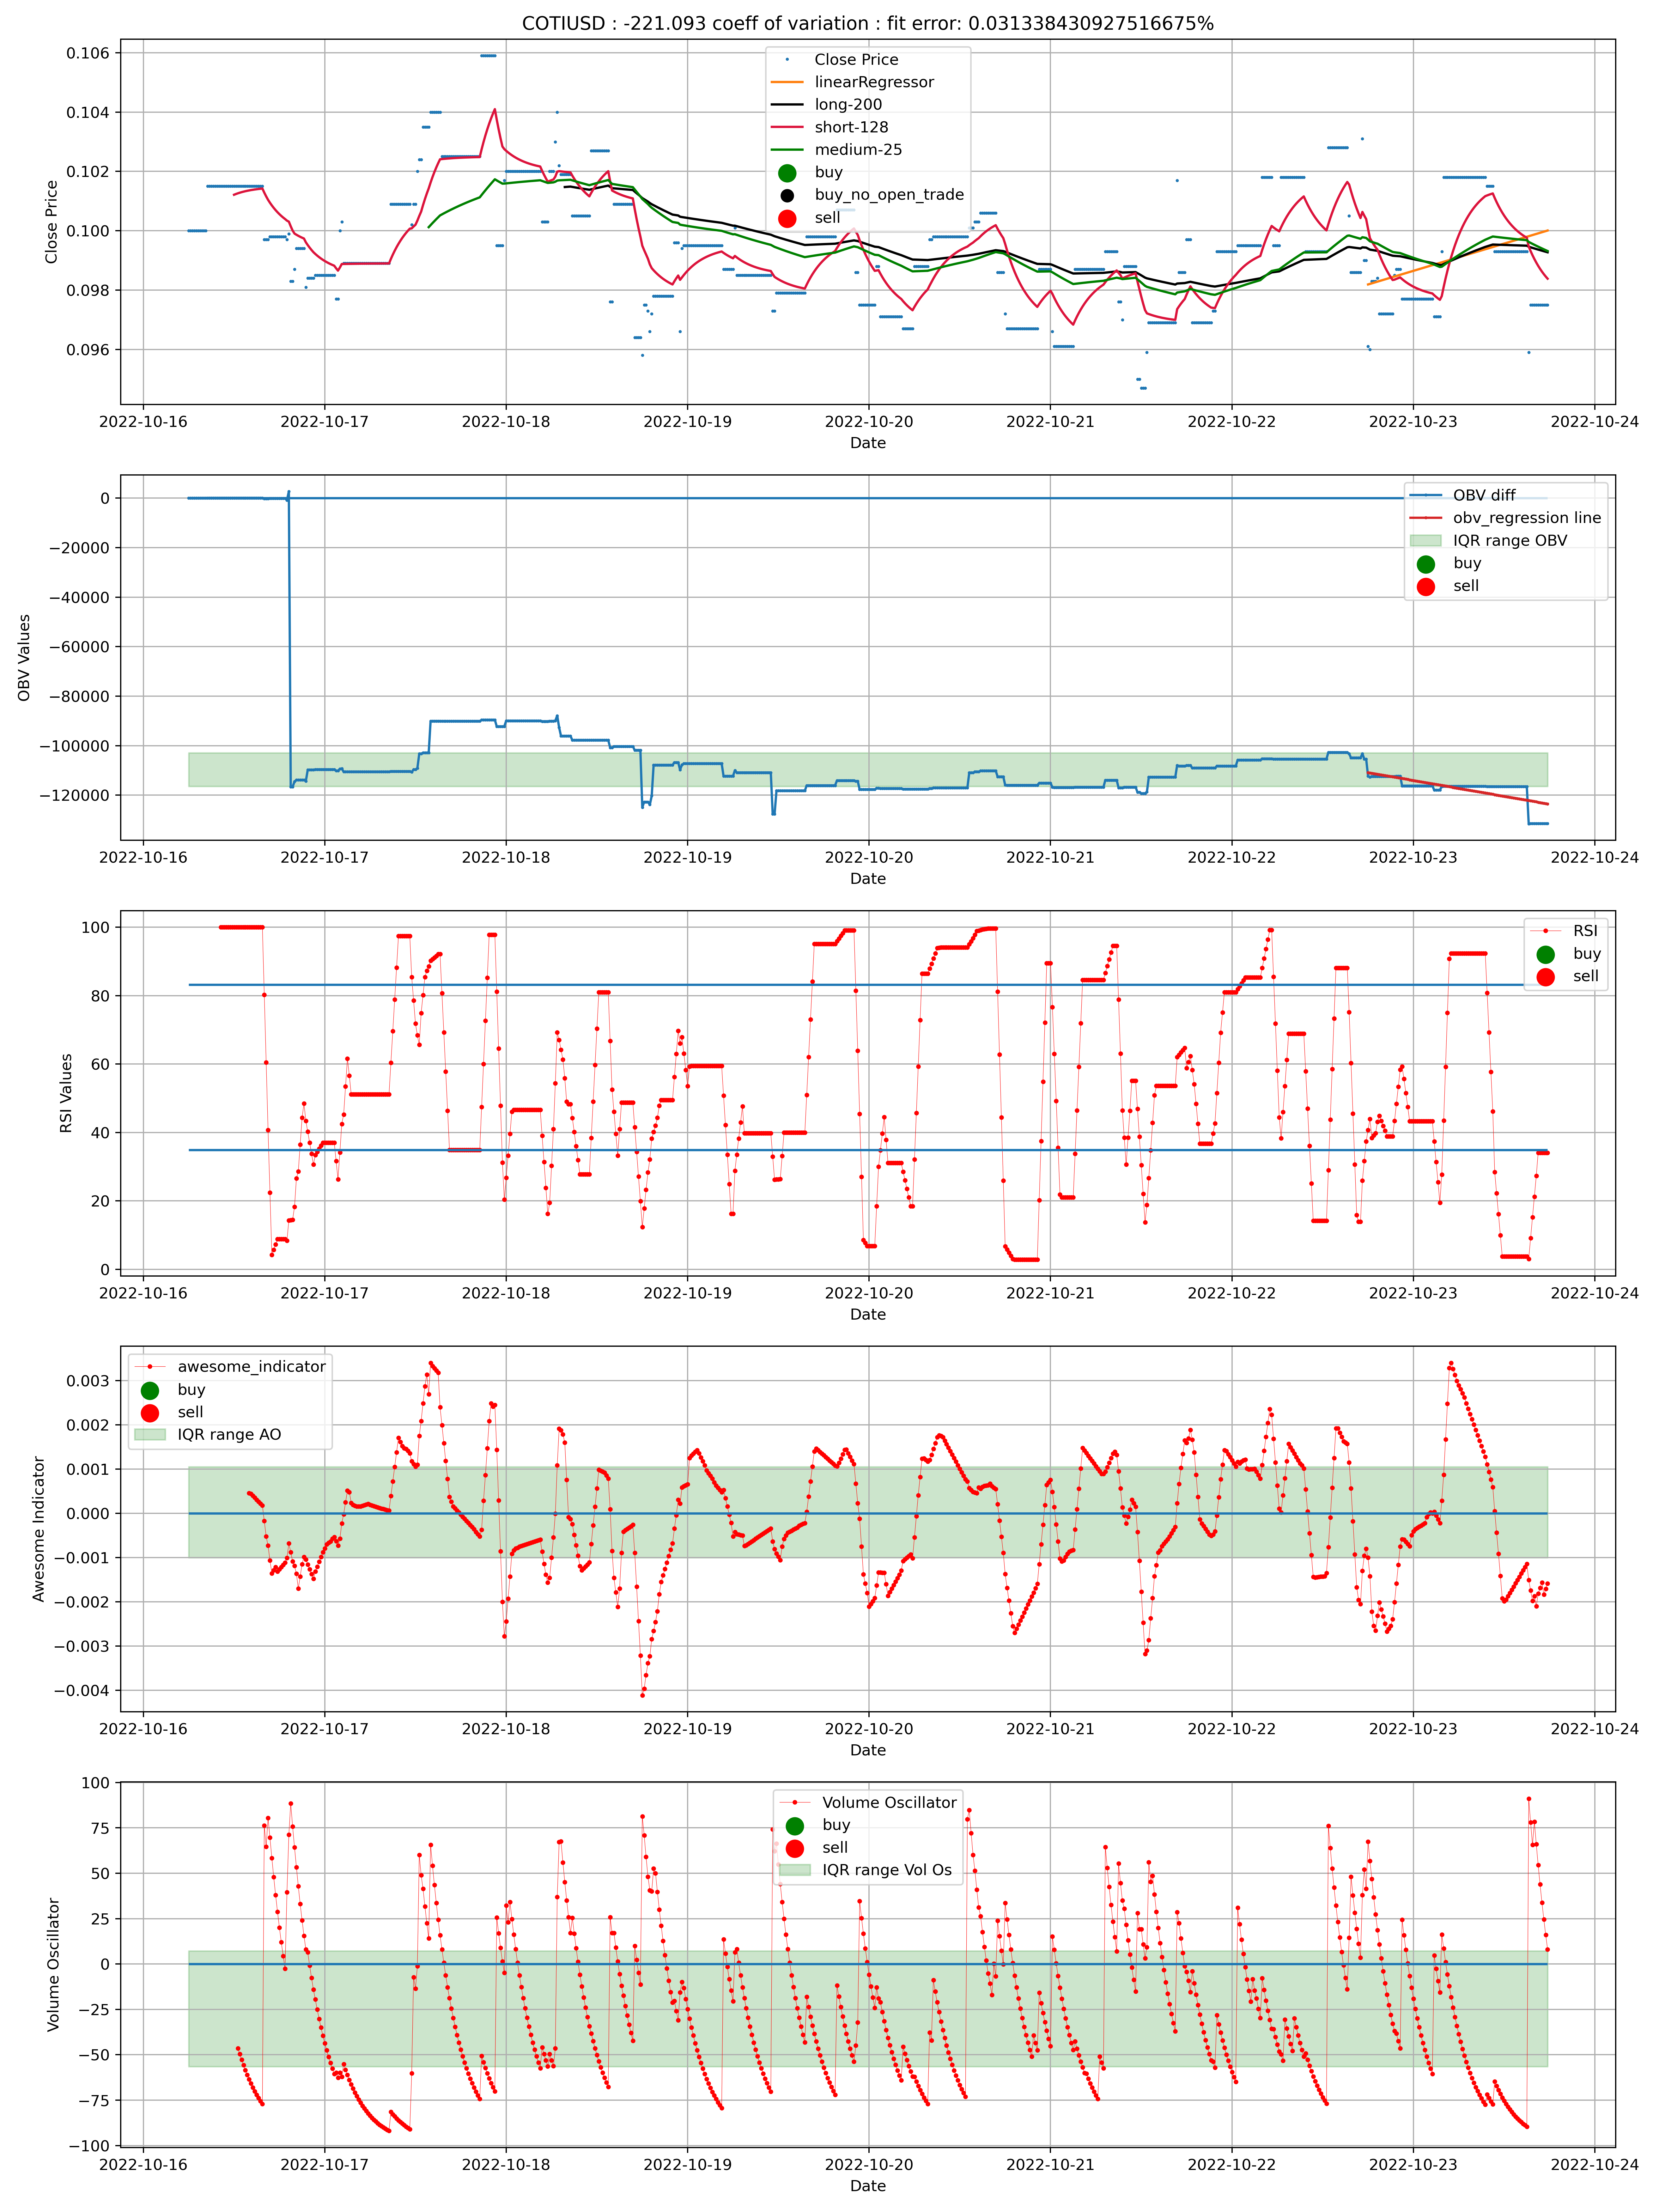 COTIUSD : -221.093 coeff of variation : fit error: 0.031338430927516675%
Close Price
0.106
0.104
0.102
0.100
0.098
0.096
Close Price
linearRegressor
long-200
short-128
medium-25
buy
buy_no_open_trade
sell
2022-10-16 2022-10-17 2022-10-18 2022-10-19 2022-10-20 2022-10-21 2022-10-22 2022-10-23 2022-10-24
Date
OBV Values
0
−20000
−40000
−60000
−80000
−100000
−120000
OBV diff
obv_regression line
IQR range OBV
buy
sell
2022-10-16 2022-10-17 2022-10-18 2022-10-19 2022-10-20 2022-10-21 2022-10-22 2022-10-23 2022-10-24
Date
RSI Values
100
80
60
40
20
0
RSI
buy
sell
2022-10-16 2022-10-17 2022-10-18 2022-10-19 2022-10-20 2022-10-21 2022-10-22 2022-10-23 2022-10-24
Date
Awesome Indicator
0.003
0.002
0.001
0.000
−0.001
−0.002
−0.003
−0.004
awesome_indicator
buy
sell
IQR range AO
2022-10-16 2022-10-17 2022-10-18 2022-10-19 2022-10-20 2022-10-21 2022-10-22 2022-10-23 2022-10-24
Date
Volume Oscillator
100
75
50
25
0
−25
−50
−75
−100
Volume Oscillator
buy
sell
IQR range Vol Os
2022-10-16 2022-10-17 2022-10-18 2022-10-19 2022-10-20 2022-10-21 2022-10-22 2022-10-23 2022-10-24
Date